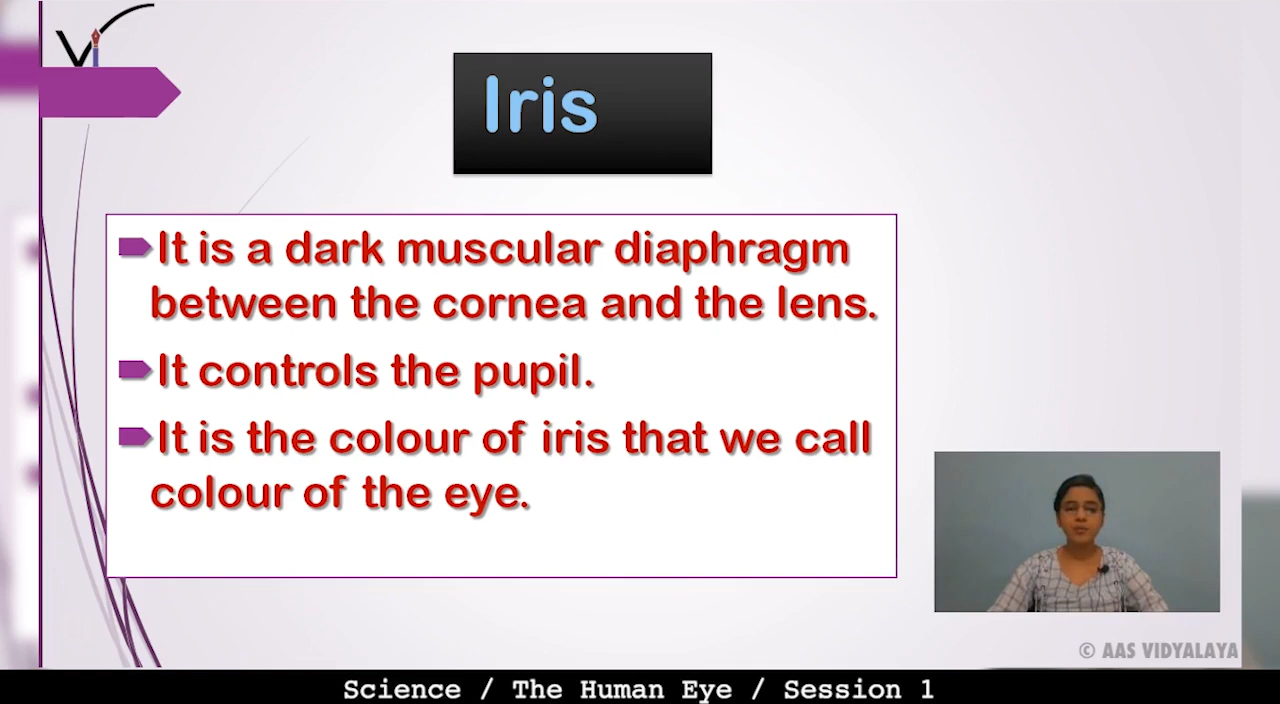 Iris
It is a dark muscular diaphragm
between the cornea and the lens.
It controls the pupil.
It is the colour of iris that we call
colour of the eye.
© AAS VIDYALAYA
Science / The Human Eye / Session 1